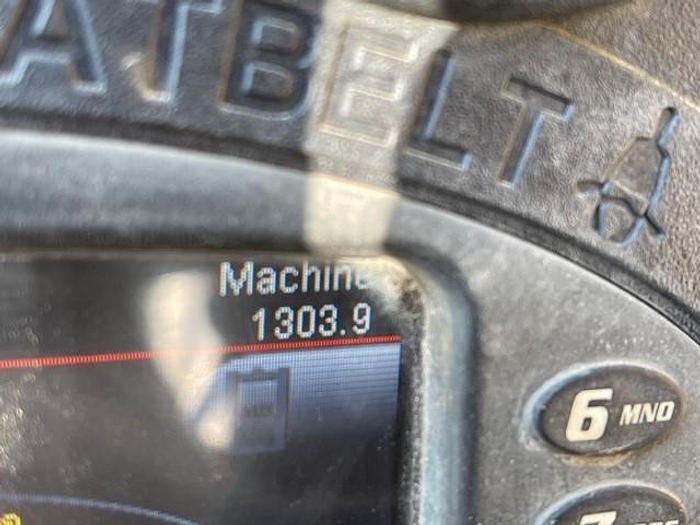 ATBELT
Machine
1303.9
6 MNO